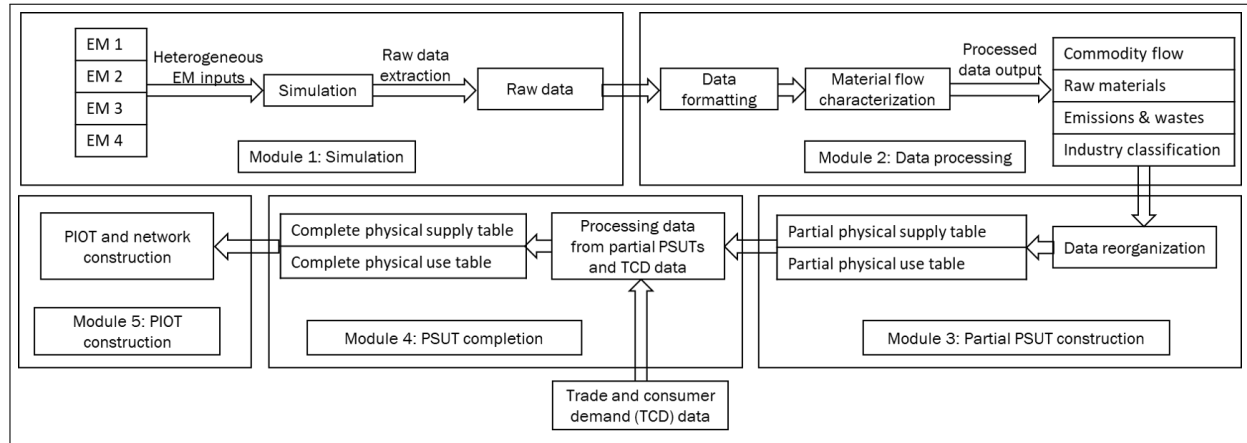 EM 1
EM 2
EM 3
EM 4
Heterogeneous
EM inputs
Simulation
Raw data
extraction
Raw data
Module 1: Simulation
Data
formatting
Material flow
characterization
Processed
data output
Commodity flow
Raw materials
Emissions & wastes
Industry classification
Module 2: Data processing
Data reorganization
Partial physical supply table
Partial physical use table
Module 3: Partial PSUT construction
Processing data
from partial PSUTs
and TCD data
Complete physical supply table
Complete physical use table
Module 4: PSUT completion
Trade and consumer
demand (TCD) data
PIOT and network
construction
Module 5: PIOT
construction